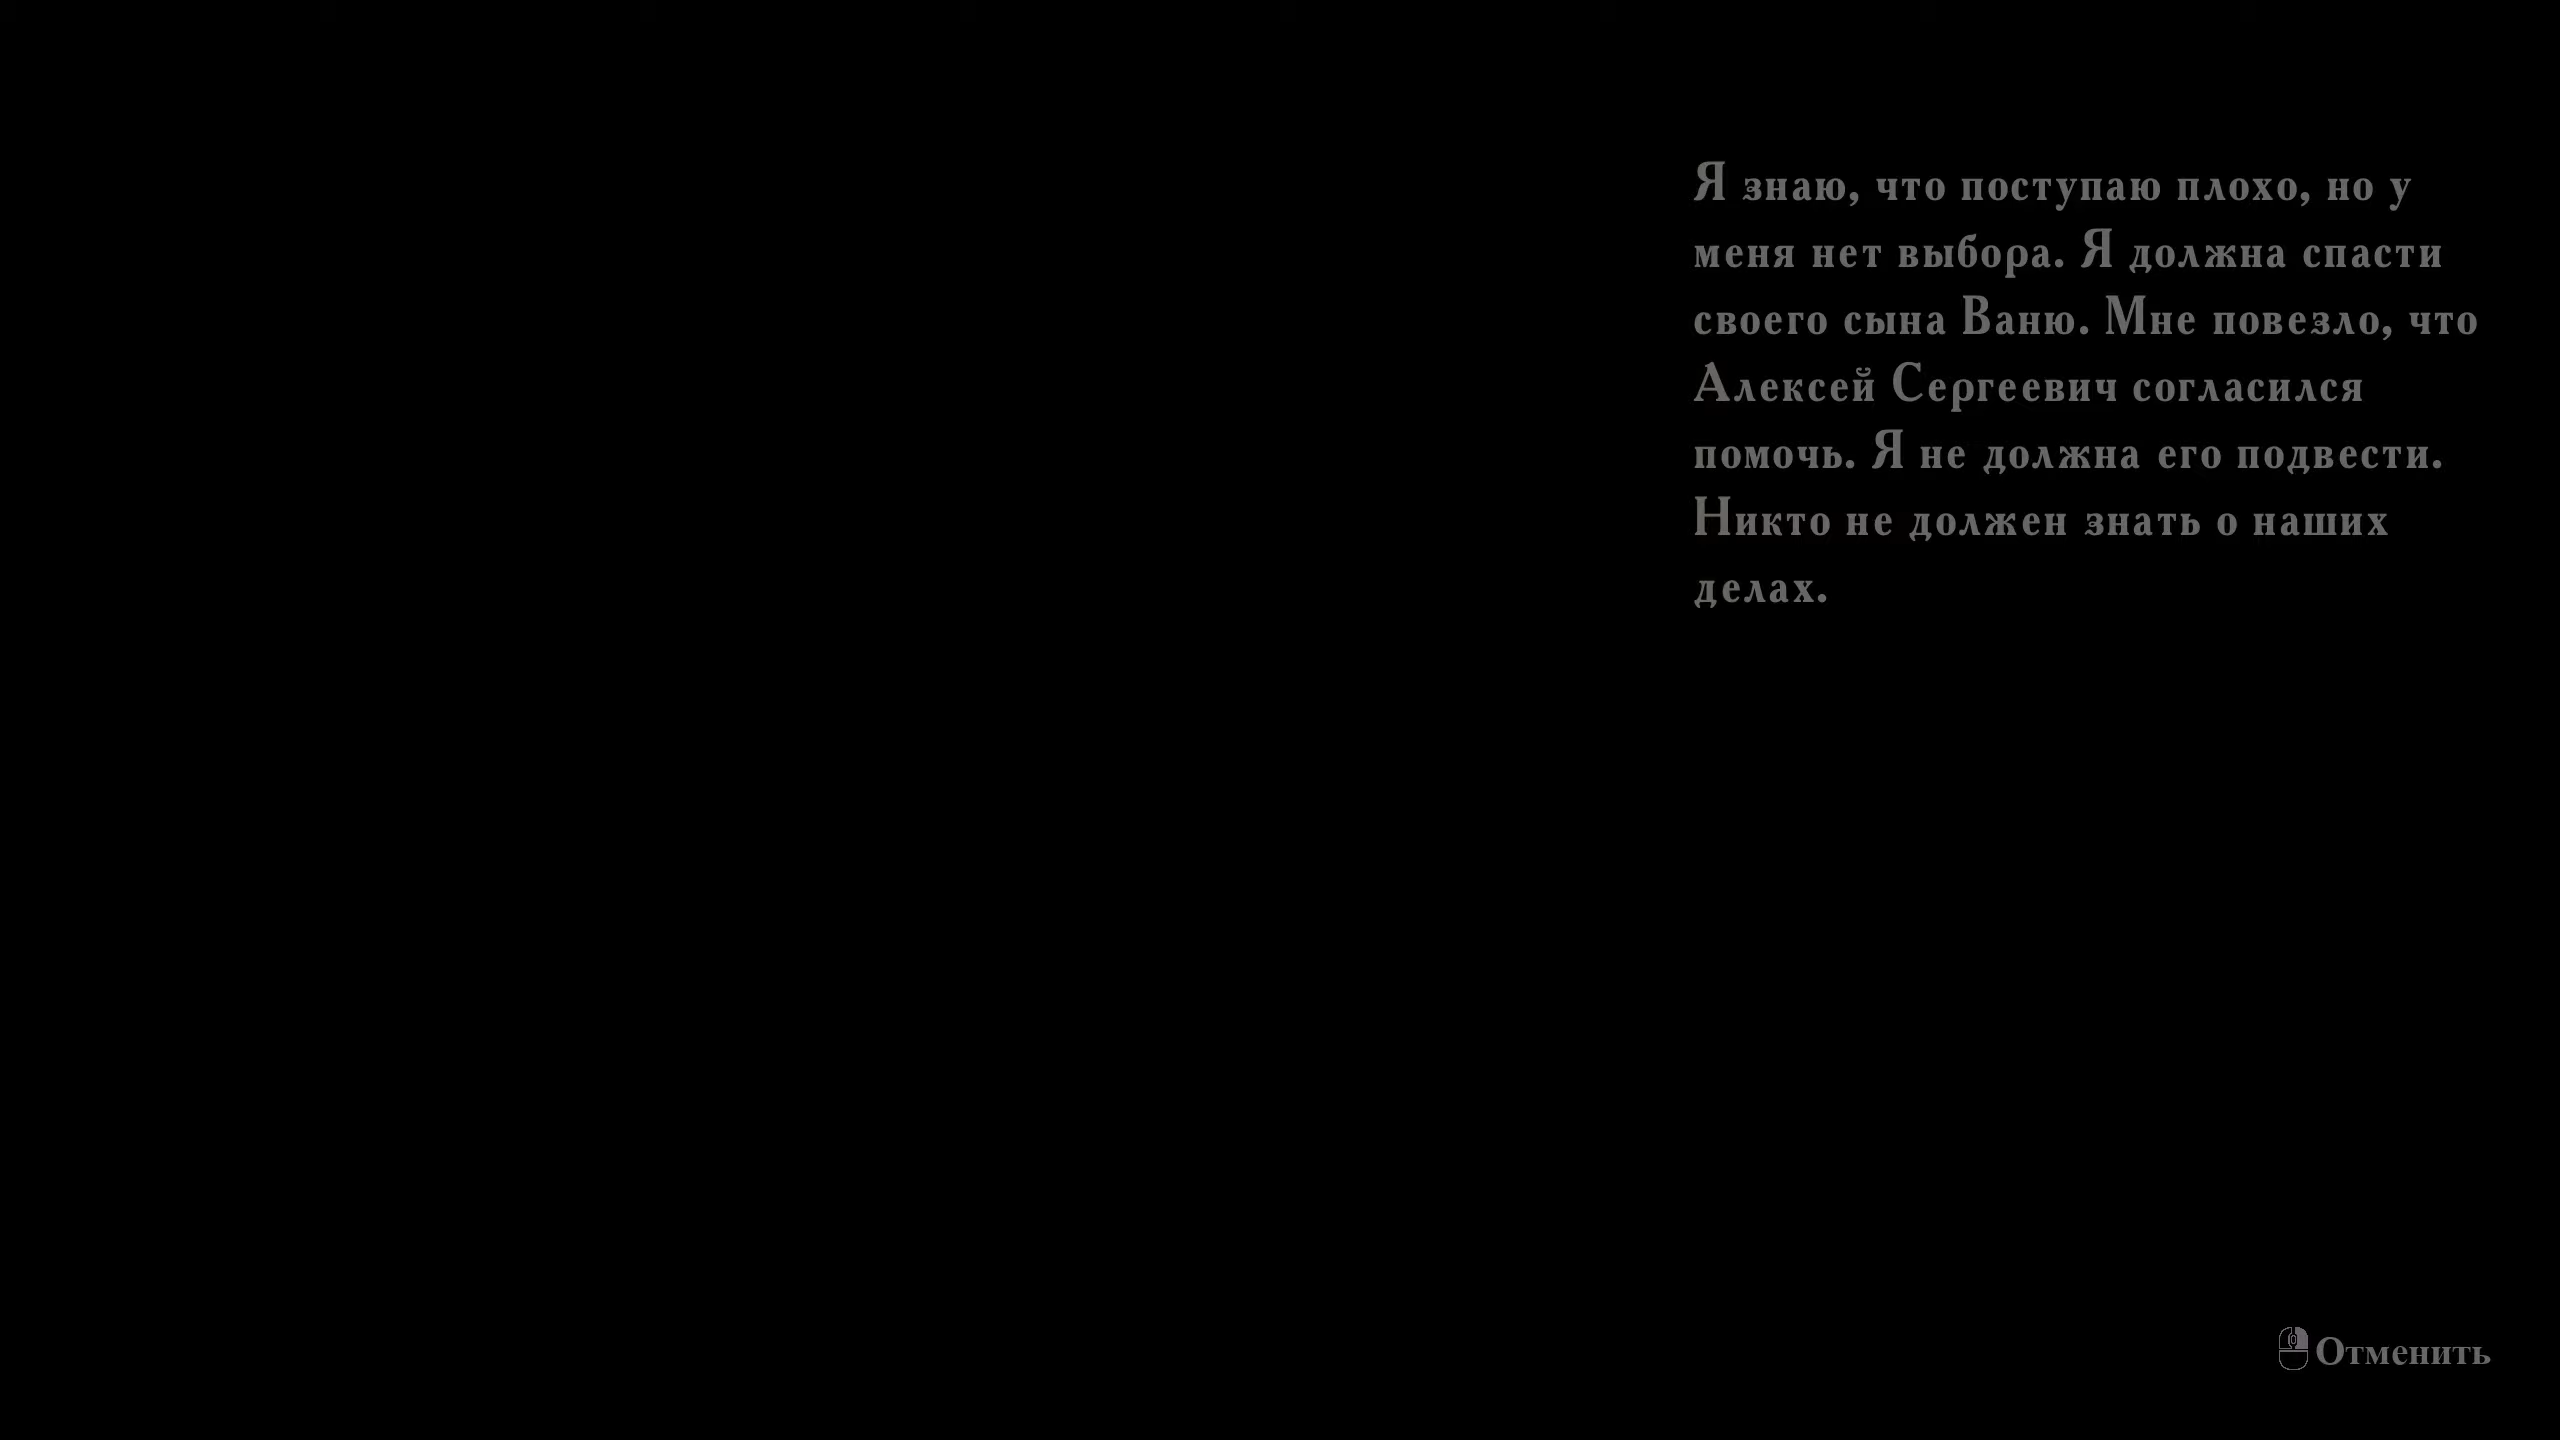 Я знаю, что поступаю плохо, но у
меня нет выбора. Я должна спасти
своего сына Ваню. Мне повезло, что
Алексей Сергеевич согласился
помочь. Я не должна его подвести.
Никто не должен знать о наших
делах.
Отменить